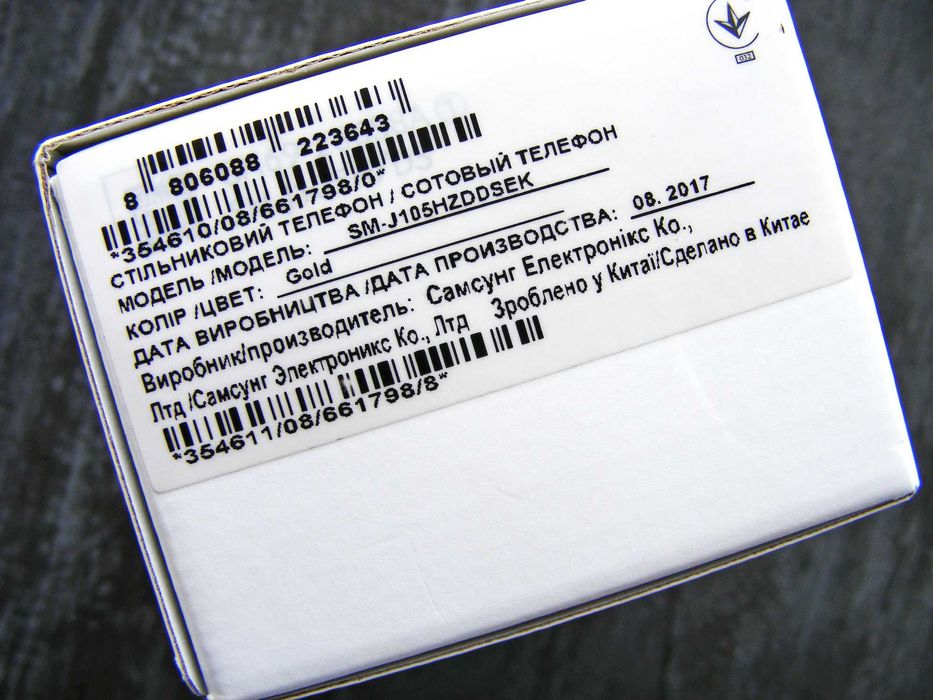 032
8 806088 223643
*354610/08/661798/0*
СТІЛЬНИКОВИЙ ТЕЛЕФОН / СОТОВЫЙ ТЕЛЕФОН
МОДЕЛЬ /МОДЕЛЬ: SM-J105HZDDSEK
КОЛІР /ЦВЕТ: Gold
ДАТА ВИРОБНИЦТВА /ДАТА ПРОИЗВОДСТВА: 08. 2017
Виробник/производитель: Самсунг Електронікс Ко.,
Лтд /Самсунг Электроникс Ко., Лтд Зроблено у Китаї/Сделано в Китае
*354611/08/661798/8*